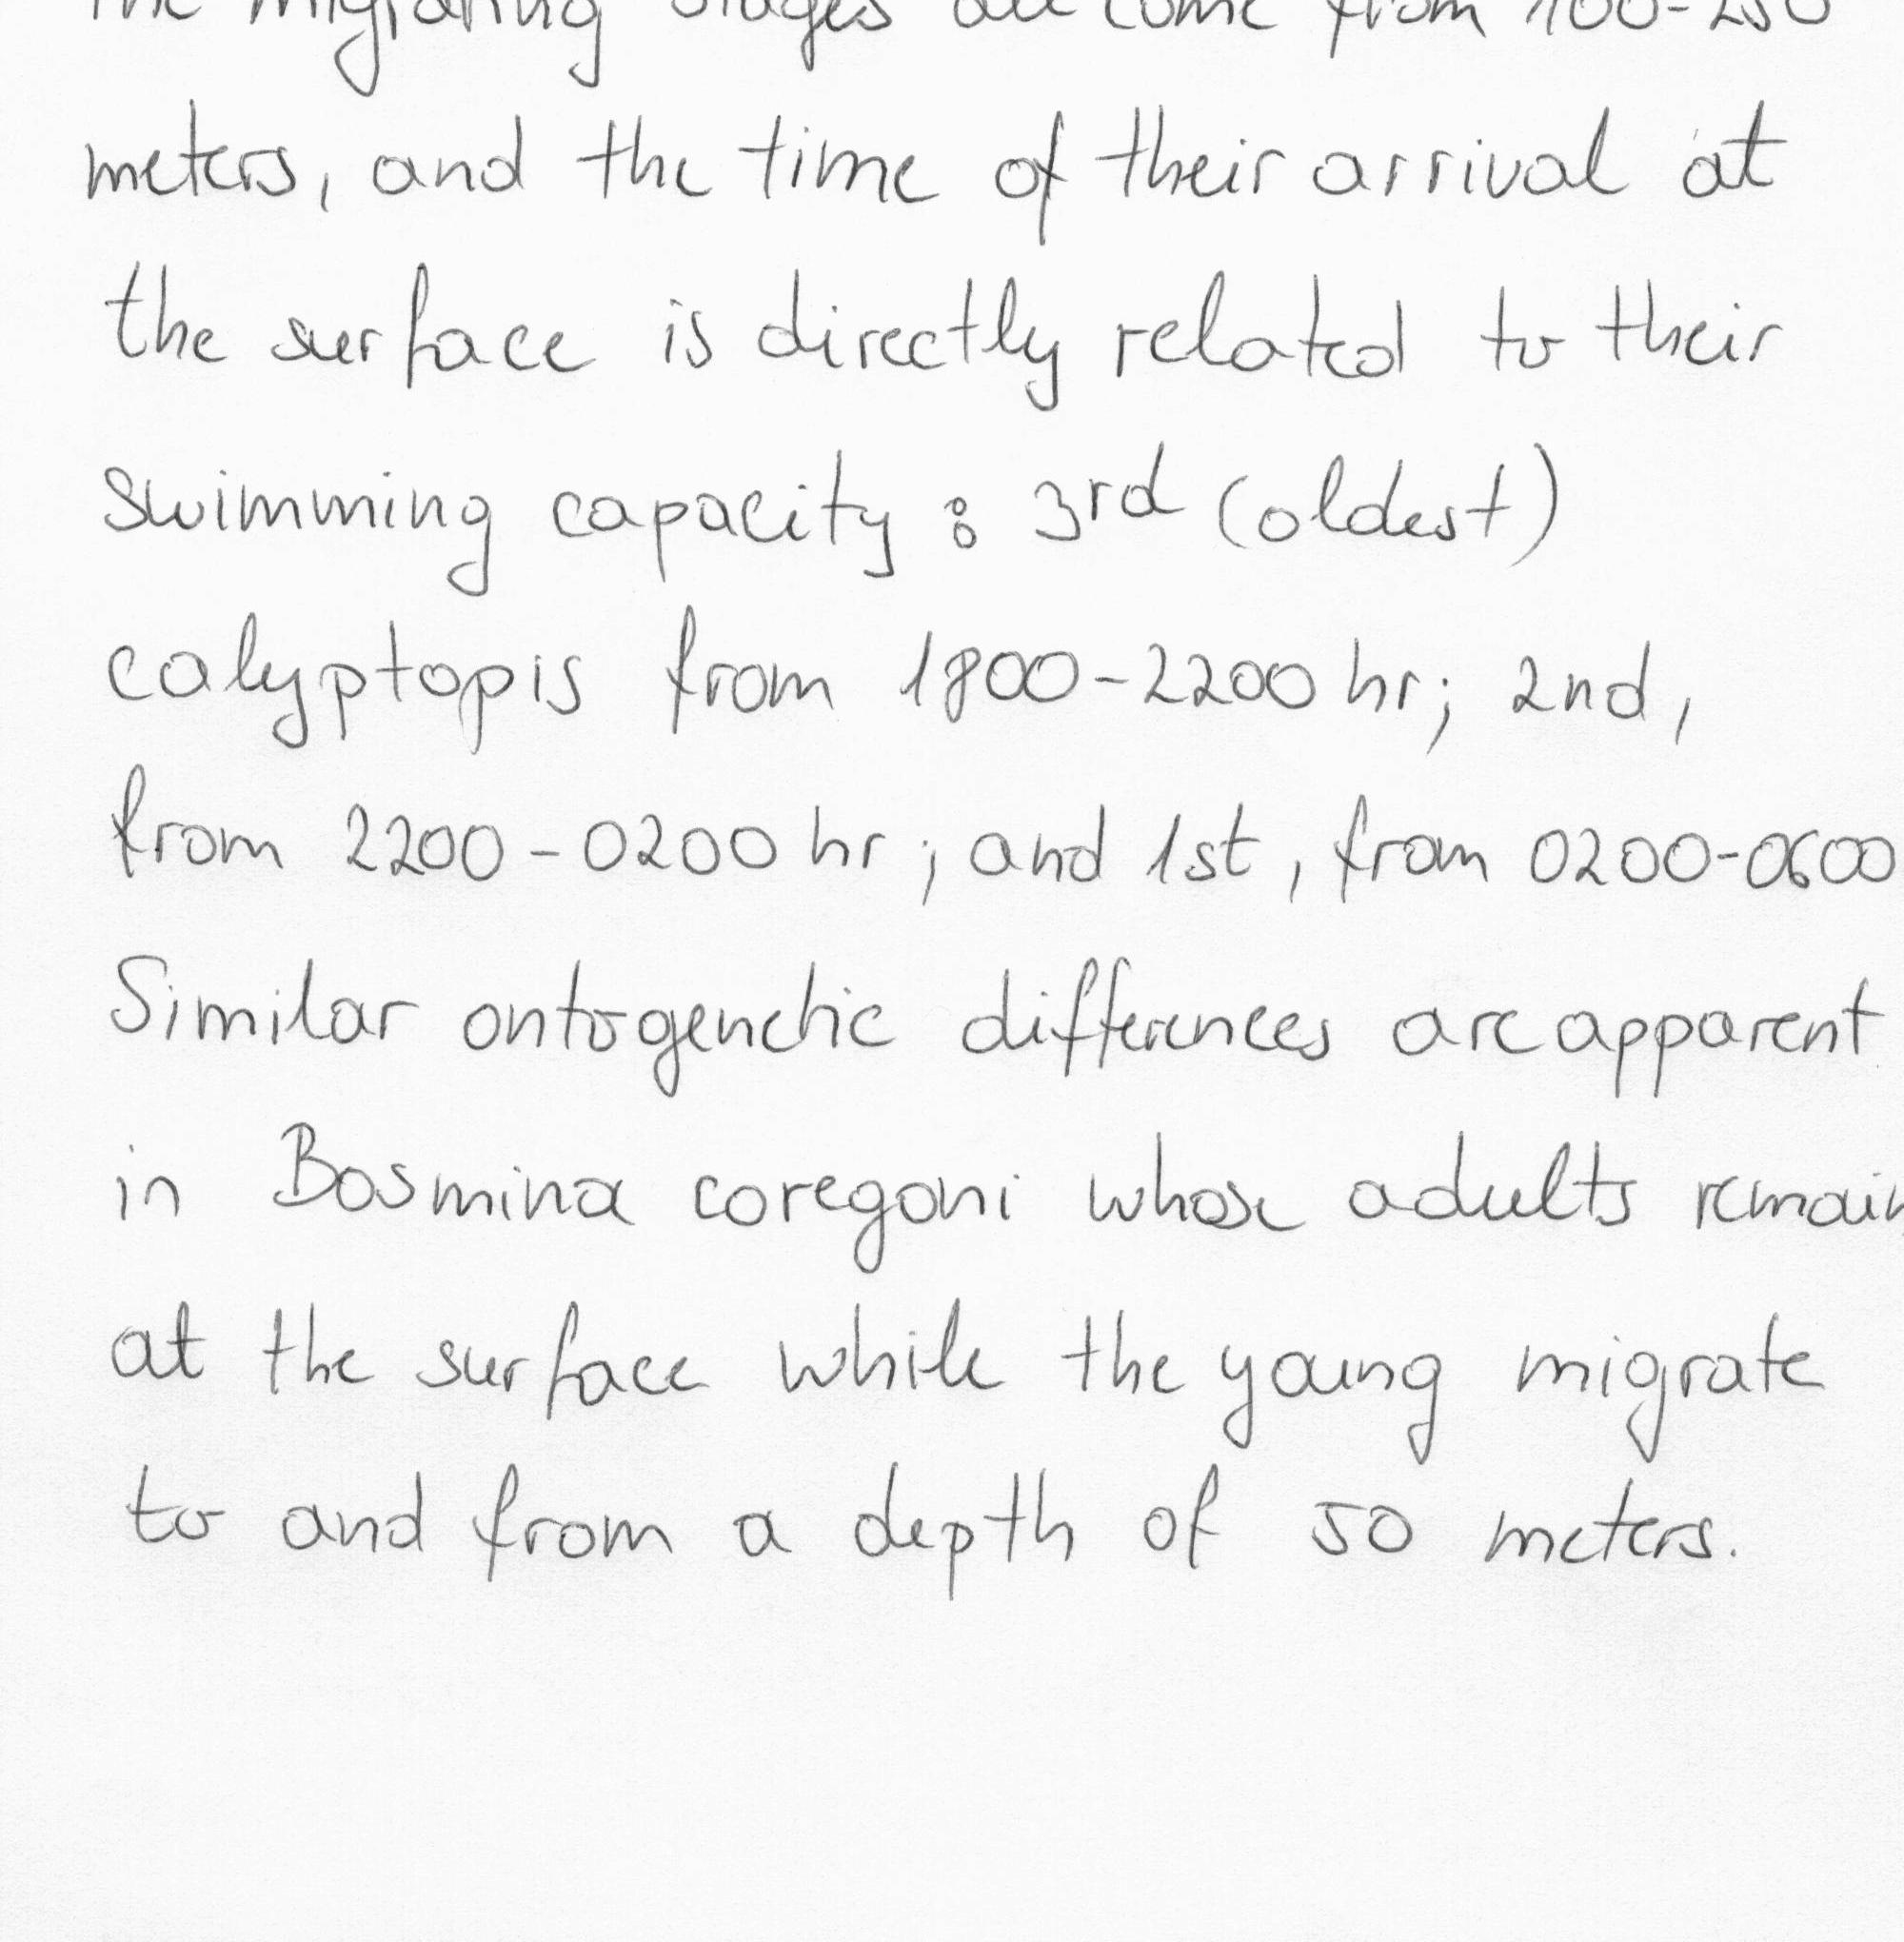 the migrating stages all come from 100-250
meters, and the time of their arrival at
the surface is directly related to their
swimming capacity : 3rd (oldest)
calyptopis from 1800-2200 hr; 2nd,
from 2200-0200 hr; and 1st, from 0200-0600
Similar ontogenetic differences are apparent
in Bosmina coregoni whose adults remain
at the surface while the young migrate
to and from a depth of 50 meters.